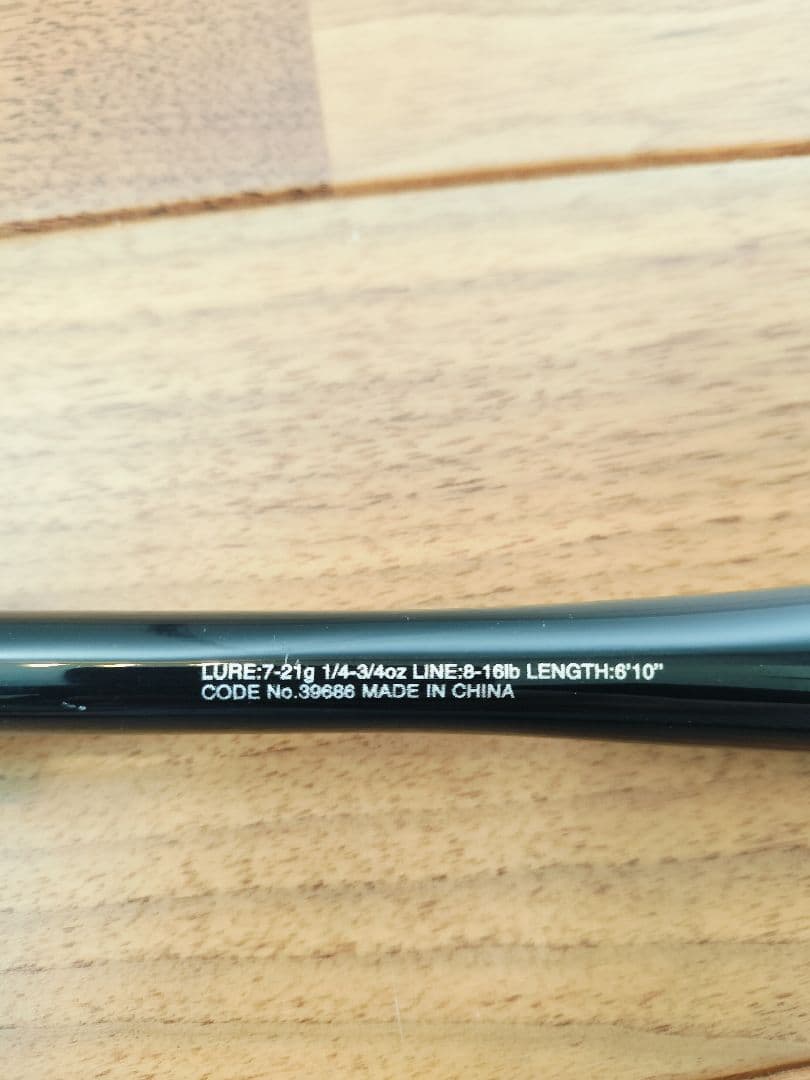 LURE:7-21g 1/4-3/4oz LINE:8-16lb LENGTH:6'10"
CODE No.39686 MADE IN CHINA